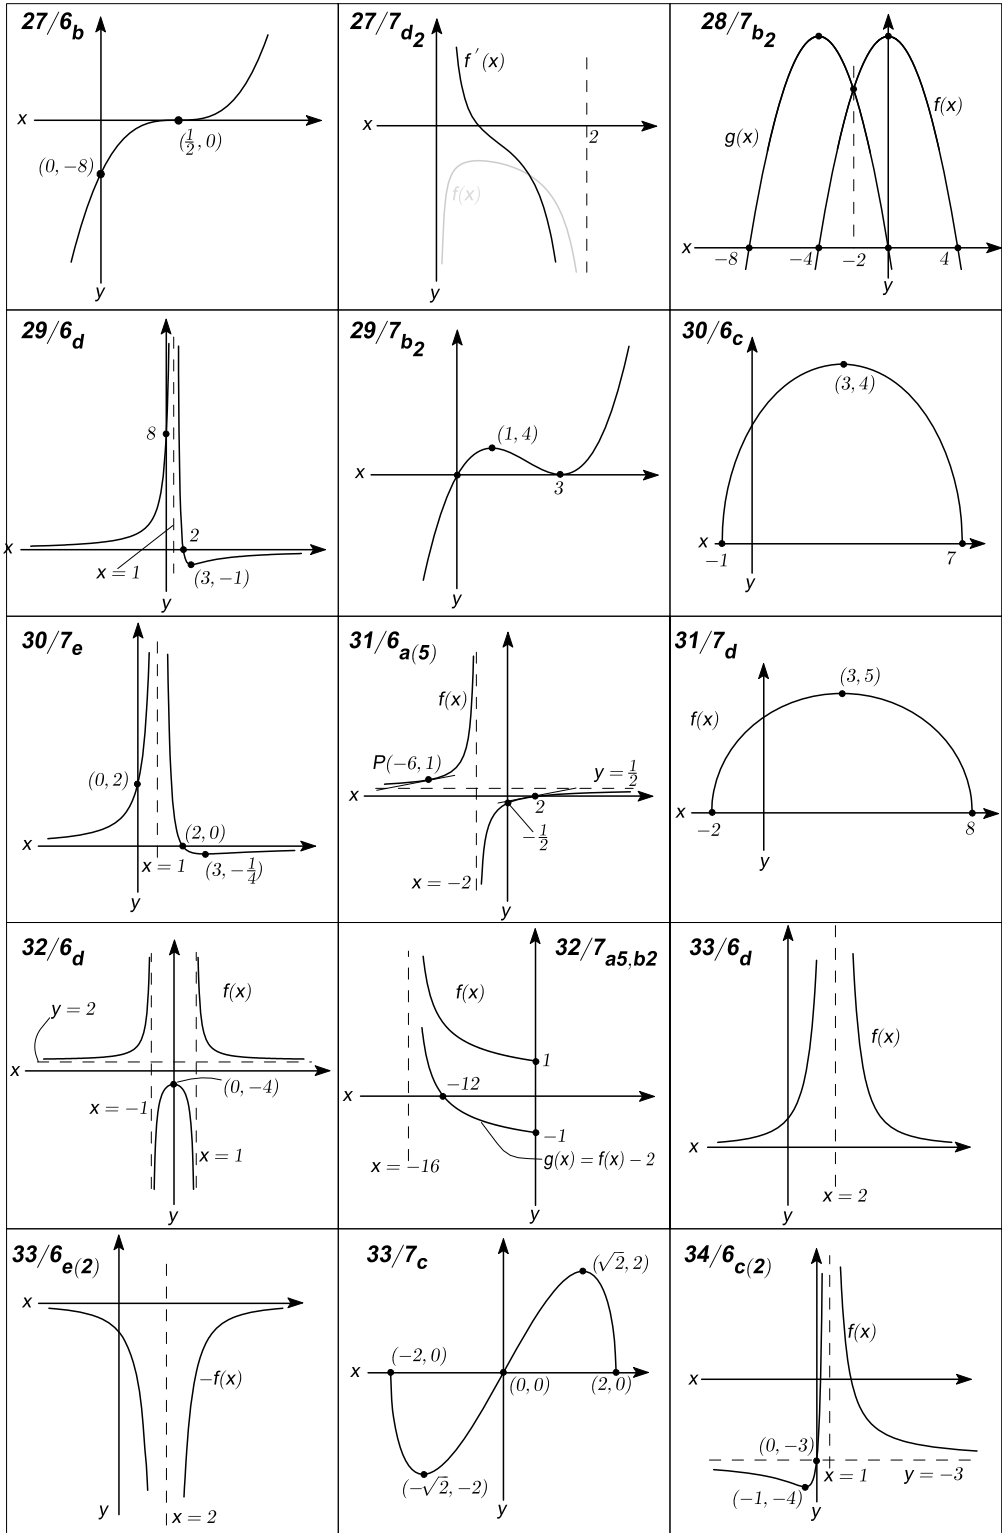 27/6b
x
(1/2, 0)
(0, −8)
y
27/7d2
f′(x)
x
2
f(x)
y
28/7b2
g(x)
f(x)
x
−8
−4
−2
4
y
29/6d
8
x
2
x = 1
(3, −1)
y
29/7b2
(1, 4)
x
3
y
30/6c
(3, 4)
x
−1
7
y
30/7e
(0, 2)
x
(2, 0)
x = 1
(3, −1/4)
y
31/6a(5)
f(x)
P(−6, 1)
y = 1/2
x
2
−1/2
x = −2
y
31/7d
(3, 5)
f(x)
x
−2
8
y
32/6d
f(x)
y = 2
x
(0, −4)
x = −1
x = 1
y
32/7a5,b2
f(x)
1
−12
x
−1
x = −16
g(x) = f(x) − 2
y
33/6d
f(x)
x
x = 2
y
33/6e(2)
x
−f(x)
y
x = 2
33/7c
(√2, 2)
(−2, 0)
x
(0, 0)
(2, 0)
(−√2, −2)
y
34/6c(2)
f(x)
x
(0, −3)
x = 1
y = −3
(−1, −4)
y